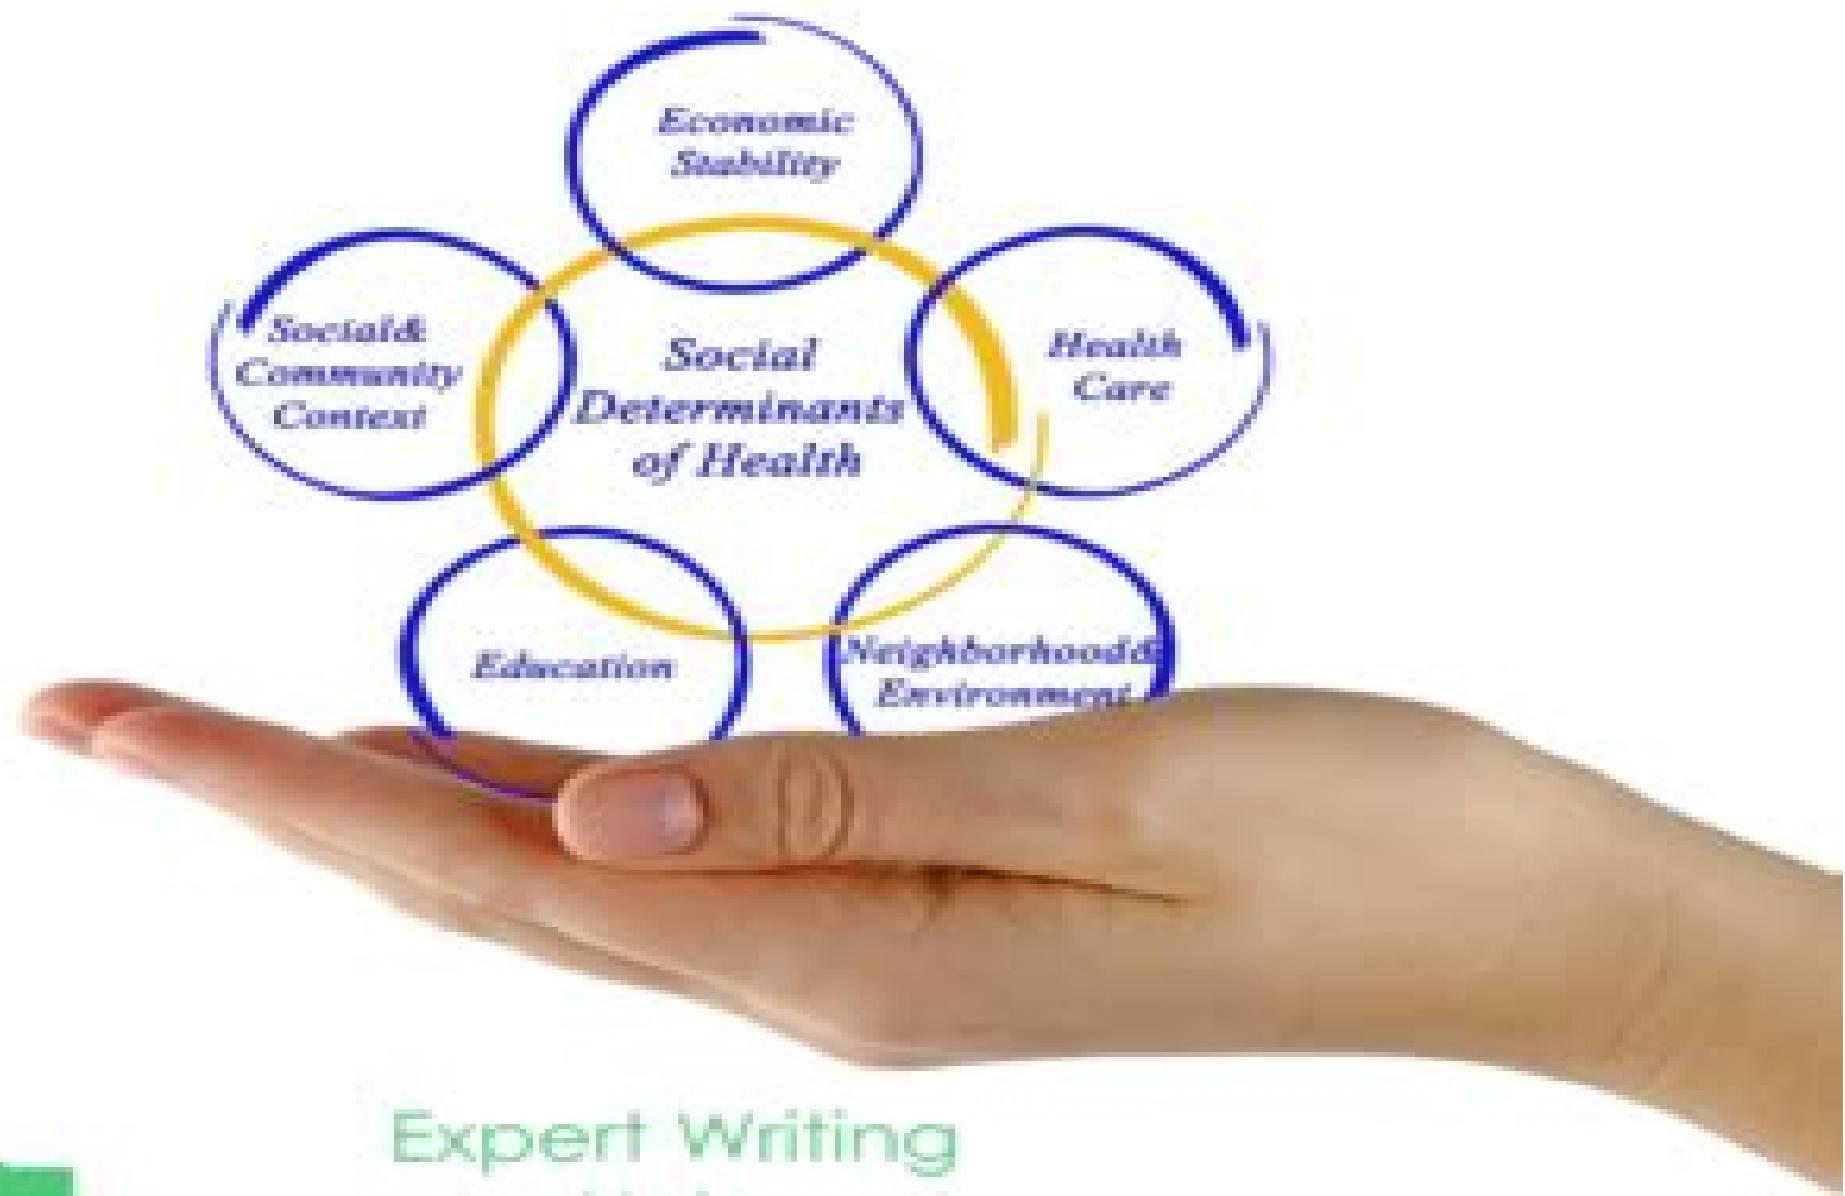 Economic
Stability
Social&
Community
Context
Social
Determinants
of Health
Health
Care
Education
Neighborhood&
Environment
Expert Writing